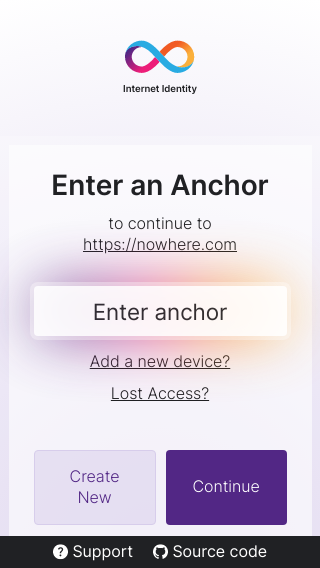 Internet Identity
Enter an Anchor
to continue to
https://nowhere.com
Enter anchor
Add a new device?
Lost Access?
Create
New
Continue
Support
Source code